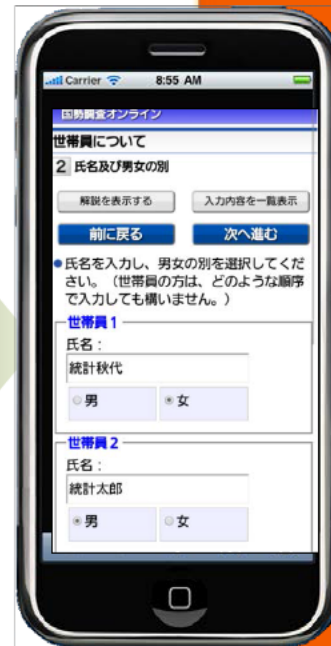 Carrier 8:55 AM
国勢調査オンライン
世帯員について
2 氏名及び男女の別
解説を表示する 入力内容を一覧表示
前に戻る 次へ進む
●氏名を入力し、男女の別を選択してくだ
さい。（世帯員の方は、どのような順序
で入力しても構いません。）
世帯員1
氏名：
統計秋代
男 女
世帯員2
氏名：
統計太郎
男 女